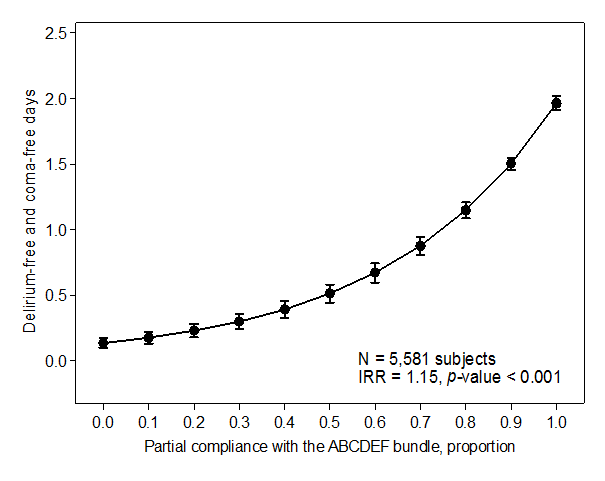 2.5
2.0
1.5
1.0
0.5
0.0
Delirium-free and coma-free days
N = 5,581 subjects
IRR = 1.15, p-value < 0.001
0.0 0.1 0.2 0.3 0.4 0.5 0.6 0.7 0.8 0.9 1.0
Partial compliance with the ABCDEF bundle, proportion